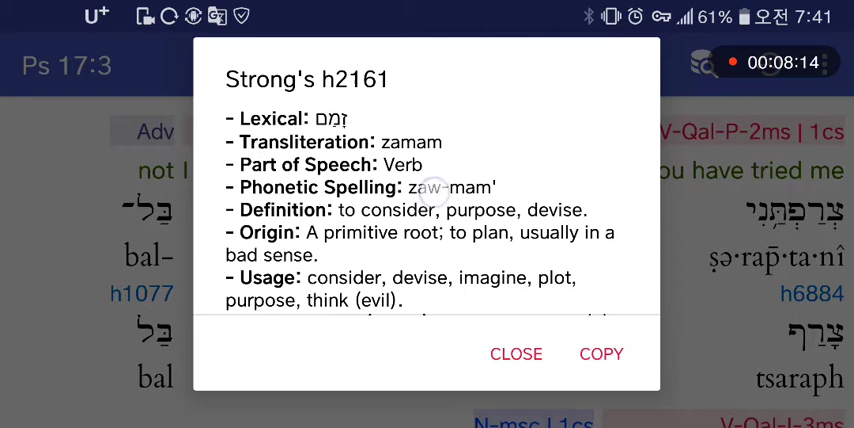 U+ 61% 오전 7:41
Ps 17:3
00:08:14
Strong's h2161
- Lexical: זָמַם
- Transliteration: zamam
- Part of Speech: Verb
- Phonetic Spelling: zaw-mam'
- Definition: to consider, purpose, devise.
- Origin: A primitive root; to plan, usually in a
bad sense.
- Usage: consider, devise, imagine, plot,
purpose, think (evil).
CLOSE COPY
Adv
not I
בַּל־
bal-
h1077
בַּל
bal
V-Qal-P-2ms | 1cs
ou have tried me
צְרַפְתַּ֥נִי
ṣə·rap̄·ta·nî
h6884
צָרַף
tsaraph
N-msc | 1cs
V-Qal-I-3ms